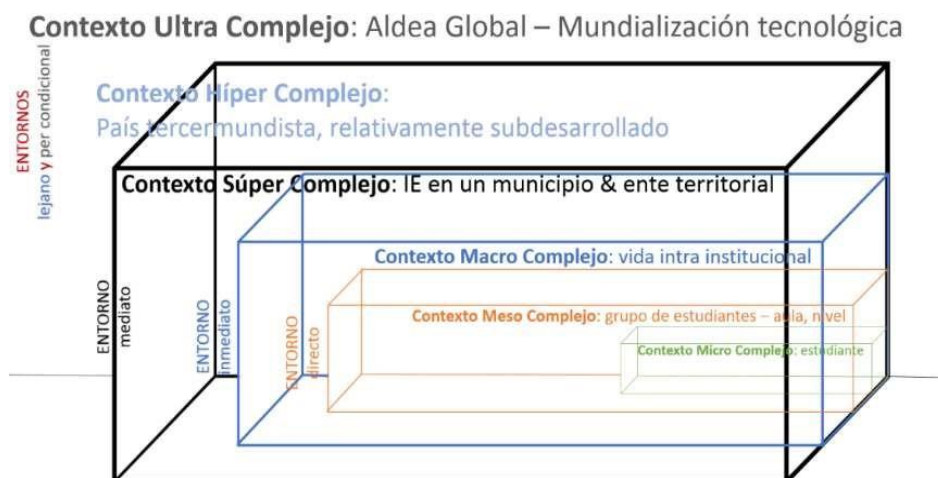 Contexto Ultra Complejo: Aldea Global – Mundialización tecnológica
ENTORNOS
lejano y per condicional
Contexto Híper Complejo:
País tercermundista, relativamente subdesarrollado
Contexto Súper Complejo: IE en un municipio & ente territorial
ENTORNO
mediato
Contexto Macro Complejo: vida intra institucional
ENTORNO
inmediato
Contexto Meso Complejo: grupo de estudiantes – aula, nivel
ENTORNO
directo
Contexto Micro Complejo: estudiante